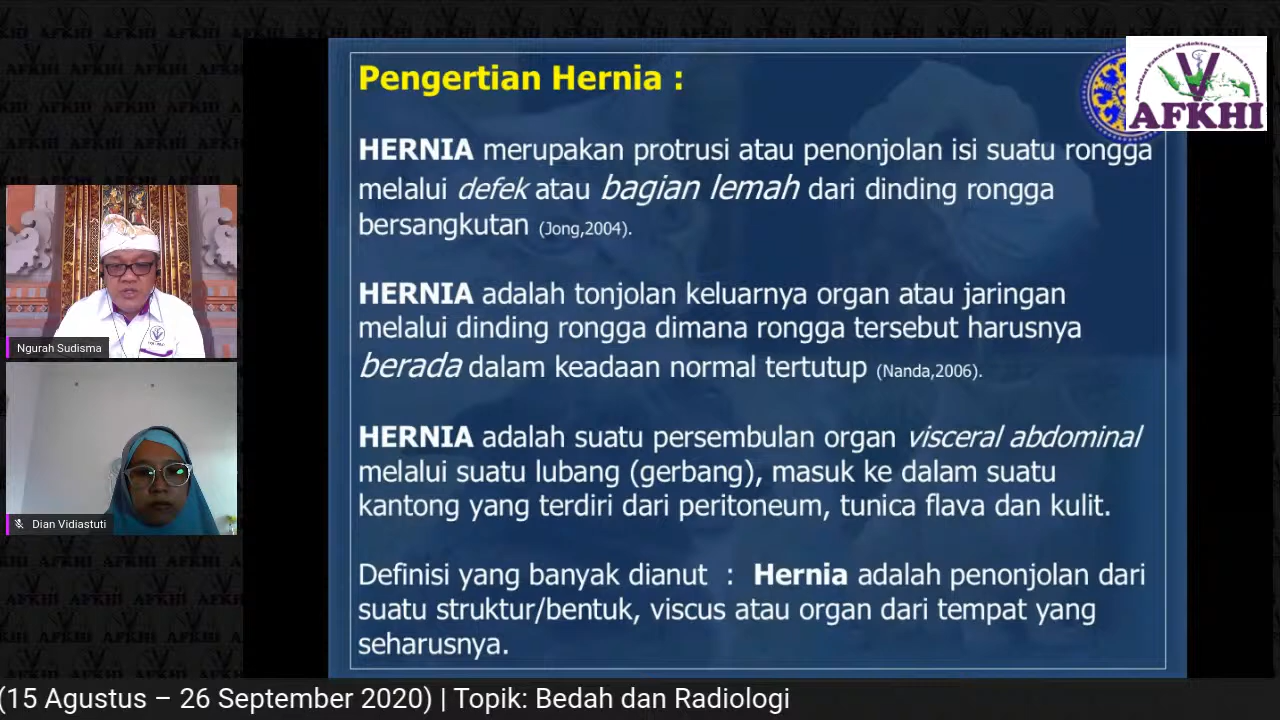 Pengertian Hernia :
HERNIA merupakan protrusi atau penonjolan isi suatu rongga
melalui defek atau bagian lemah dari dinding rongga
bersangkutan (Jong,2004).
HERNIA adalah tonjolan keluarnya organ atau jaringan
melalui dinding rongga dimana rongga tersebut harusnya
berada dalam keadaan normal tertutup (Nanda,2006).
HERNIA adalah suatu persembulan organ visceral abdominal
melalui suatu lubang (gerbang), masuk ke dalam suatu
kantong yang terdiri dari peritoneum, tunica flava dan kulit.
Definisi yang banyak dianut : Hernia adalah penonjolan dari
suatu struktur/bentuk, viscus atau organ dari tempat yang
seharusnya.
AFKHI
Ngurah Sudisma
Dian Vidiastuti
(15 Agustus – 26 September 2020) | Topik: Bedah dan Radiologi